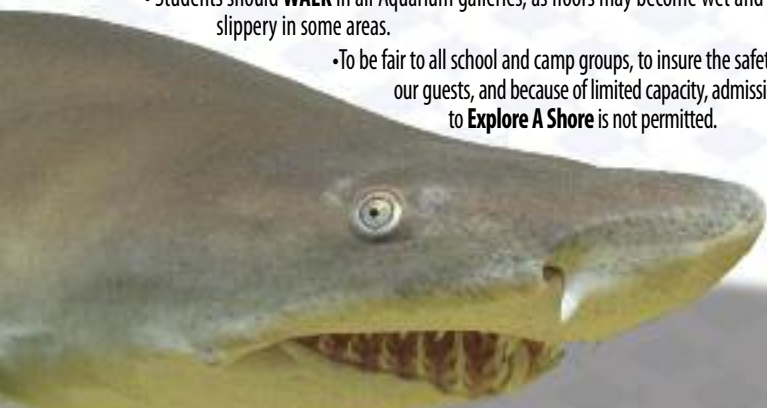 • Students should WALK in all Aquarium galleries, as floors may become wet and
slippery in some areas.
•To be fair to all school and camp groups, to insure the safet
our guests, and because of limited capacity, admissi
to Explore A Shore is not permitted.